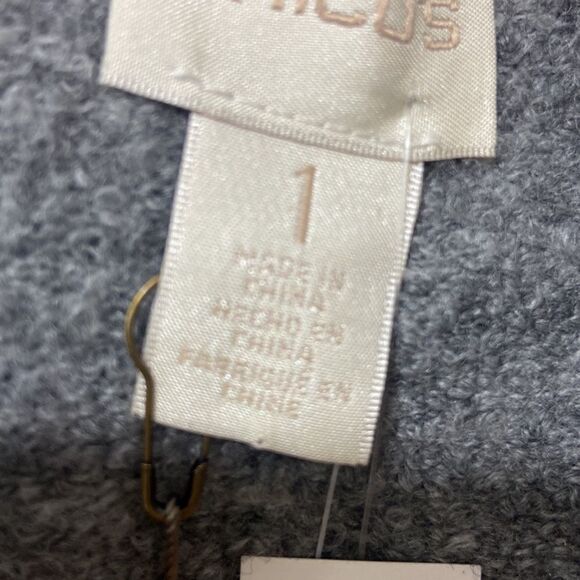 1
MADE IN
CHINA
HECHO EN
CHINA
FABRIQUÉ EN
CHINE